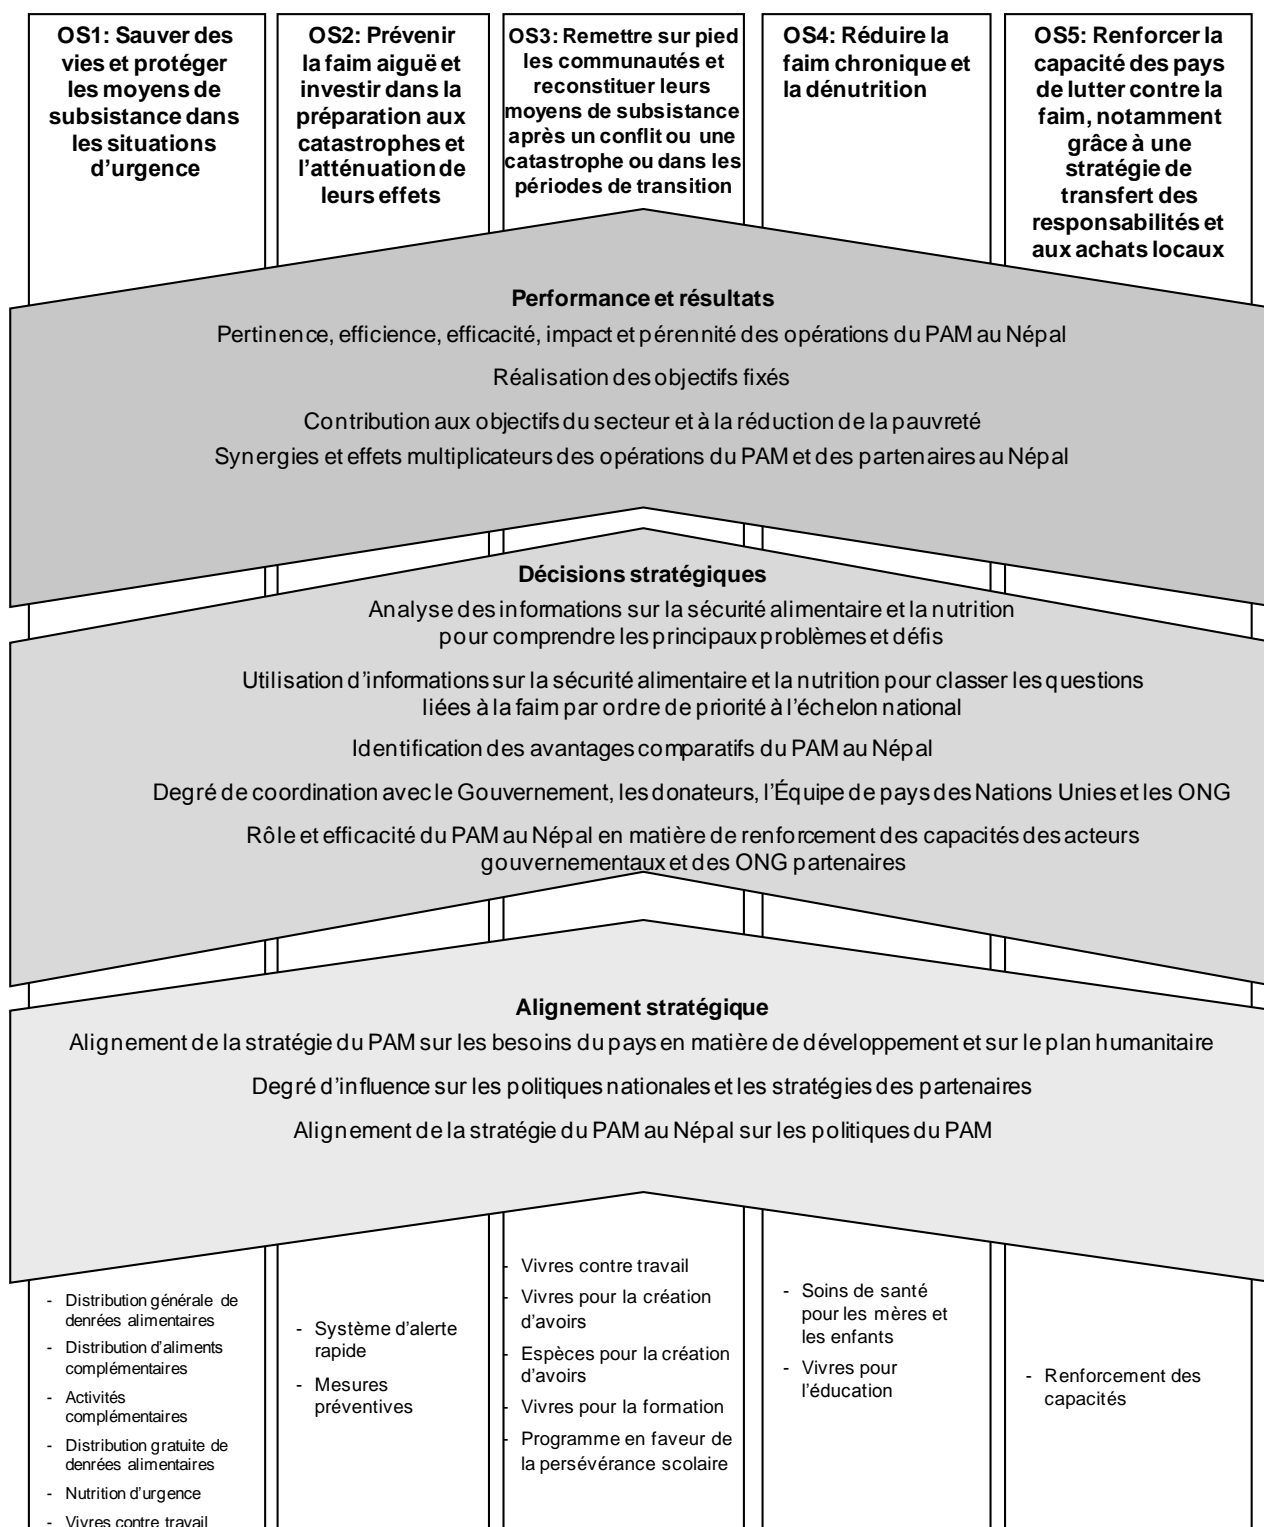 OS1: Sauver des
vies et protéger
les moyens de
subsistance dans
les situations
d'urgence
OS2: Prévenir
la faim aiguë et
investir dans la
préparation aux
catastrophes et
l'atténuation de
leurs effets
OS3: Remettre sur pied
les communautés et
reconstituer leurs
moyens de subsistance
après un conflit ou une
catastrophe ou dans les
périodes de transition
OS4: Réduire la
faim chronique et
la dénutrition
OS5: Renforcer la
capacité des pays
de lutter contre la
faim, notamment
grâce à une
stratégie de
transfert des
responsabilités et
aux achats locaux
Performance et résultats
Pertinence, efficience, efficacité, impact et pérennité des opérations du PAM au Népal
Réalisation des objectifs fixés
Contribution aux objectifs du secteur et à la réduction de la pauvreté
Synergies et effets multiplicateurs des opérations du PAM et des partenaires au Népal
Décisions stratégiques
Analyse des informations sur la sécurité alimentaire et la nutrition
pour comprendre les principaux problèmes et défis
Utilisation d'informations sur la sécurité alimentaire et la nutrition pour classer les questions
liées à la faim par ordre de priorité à l'échelon national
Identification des avantages comparatifs du PAM au Népal
Degré de coordination avec le Gouvernement, les donateurs, l'Équipe de pays des Nations Unies et les ONG
Rôle et efficacité du PAM au Népal en matière de renforcement des capacités des acteurs
gouvernementaux et des ONG partenaires
Alignement stratégique
Alignement de la stratégie du PAM sur les besoins du pays en matière de développement et sur le plan humanitaire
Degré d'influence sur les politiques nationales et les stratégies des partenaires
Alignement de la stratégie du PAM au Népal sur les politiques du PAM
- Distribution générale de
denrées alimentaires
- Distribution d'aliments
complémentaires
- Activités
complémentaires
- Distribution gratuite de
denrées alimentaires
- Nutrition d'urgence
- Vivres contre travail
- Système d'alerte
rapide
- Mesures
préventives
- Vivres contre travail
- Vivres pour la création
d'avoirs
- Espèces pour la création
d'avoirs
- Vivres pour la formation
- Programme en faveur de
la persévérance scolaire
- Soins de santé
pour les mères et
les enfants
- Vivres pour
l'éducation
- Renforcement des
capacités